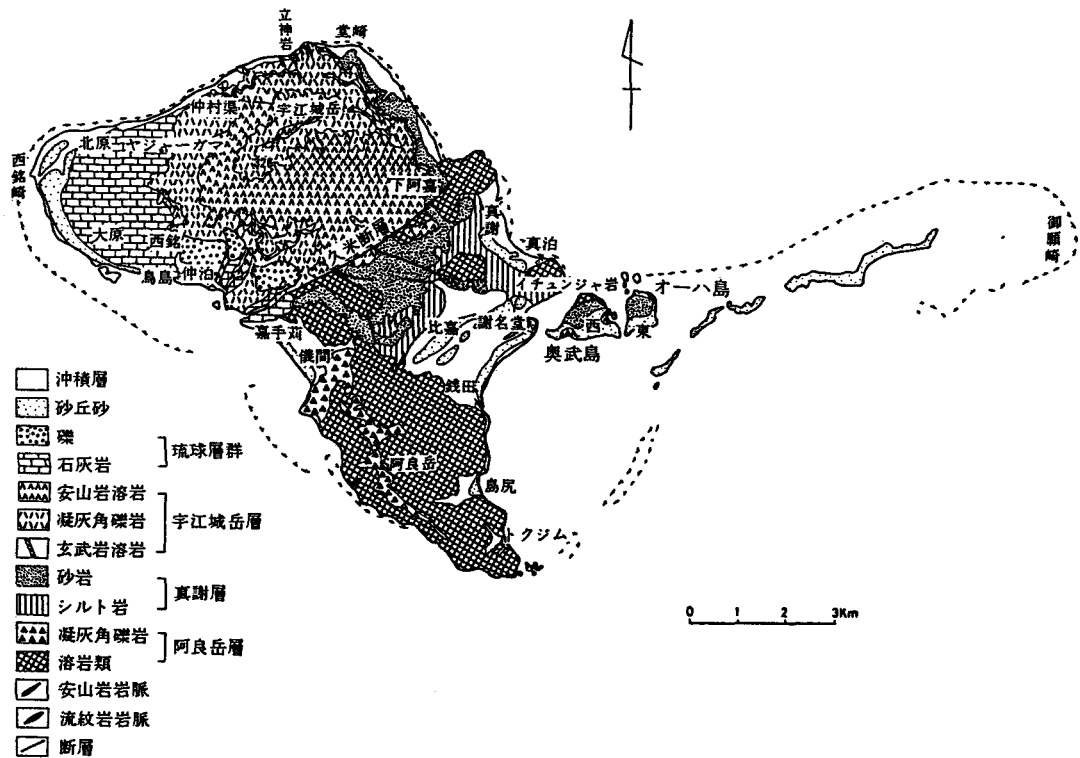 立神岩
堂崎
仲村渠
宇江城岳
北原
ヤジャーガマ
西銘崎
下阿嘉
真謝
大原
西銘
米断層
真泊
鳥島
仲泊
イチュンジャ岩
オーハ島
御願崎
嘉手苅
比嘉
謝名堂
西
東
奥武島
儀間
銭田
阿良岳
島尻
トクジム
沖積層
砂丘砂
礫
石灰岩
琉球層群
安山岩溶岩
凝灰角礫岩
玄武岩溶岩
宇江城岳層
砂岩
シルト岩
真謝層
凝灰角礫岩
溶岩類
阿良岳層
安山岩岩脈
流紋岩岩脈
断層
0 1 2 3Km